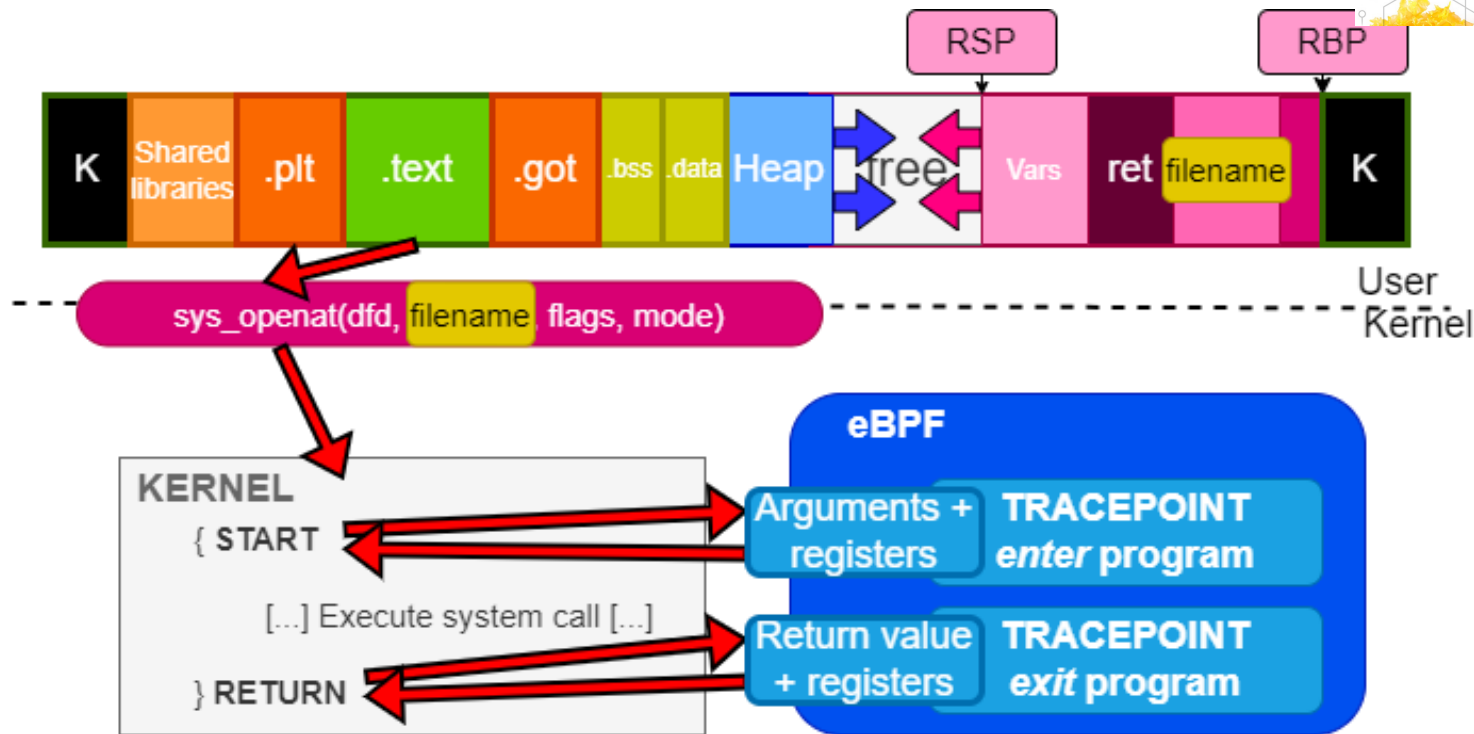 RSP
RBP
K
Shared
libraries
.plt
.text
.got
.bss
.data
Heap
free
Vars
ret
filename
K
User
Kernel
sys_openat(dfd, filename, flags, mode)
eBPF
KERNEL
{ START
Arguments +
registers
TRACEPOINT
enter program
[...] Execute system call [...]
} RETURN
Return value
+ registers
TRACEPOINT
exit program